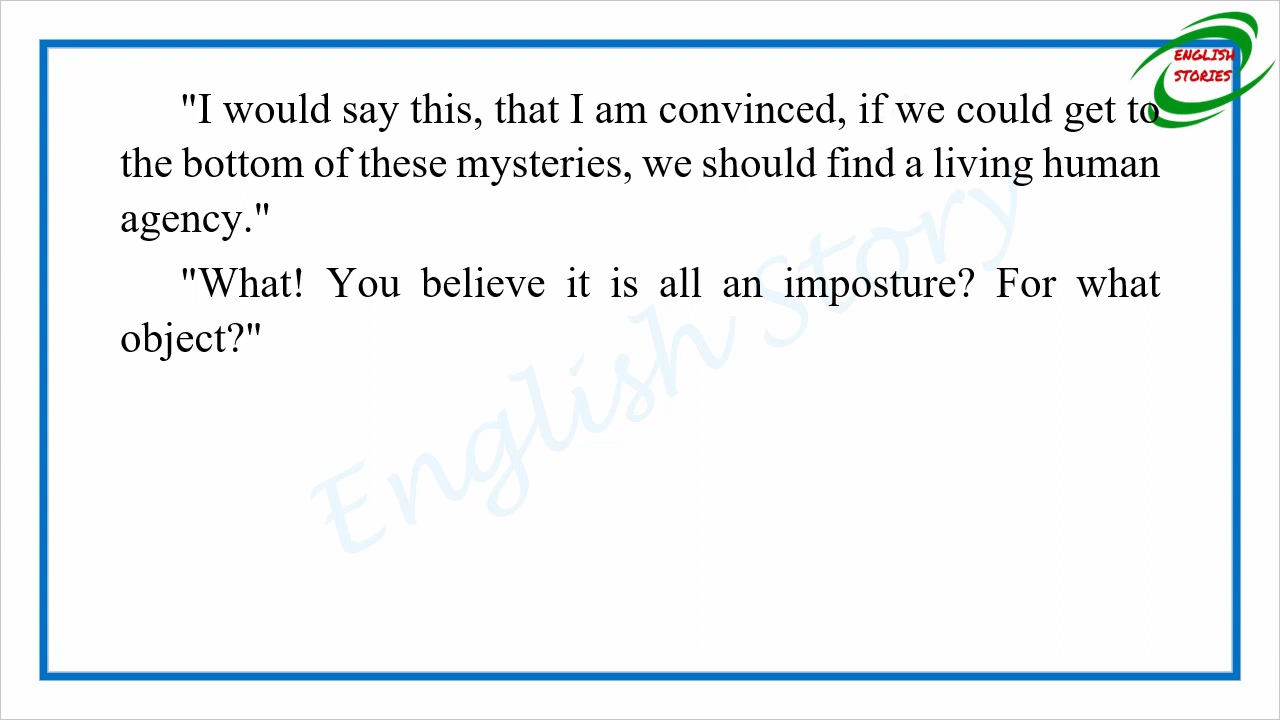 ENGLISH
STORIES
"I would say this, that I am convinced, if we could get to
the bottom of these mysteries, we should find a living human
agency."
"What! You believe it is all an imposture? For what
object?"
English Story